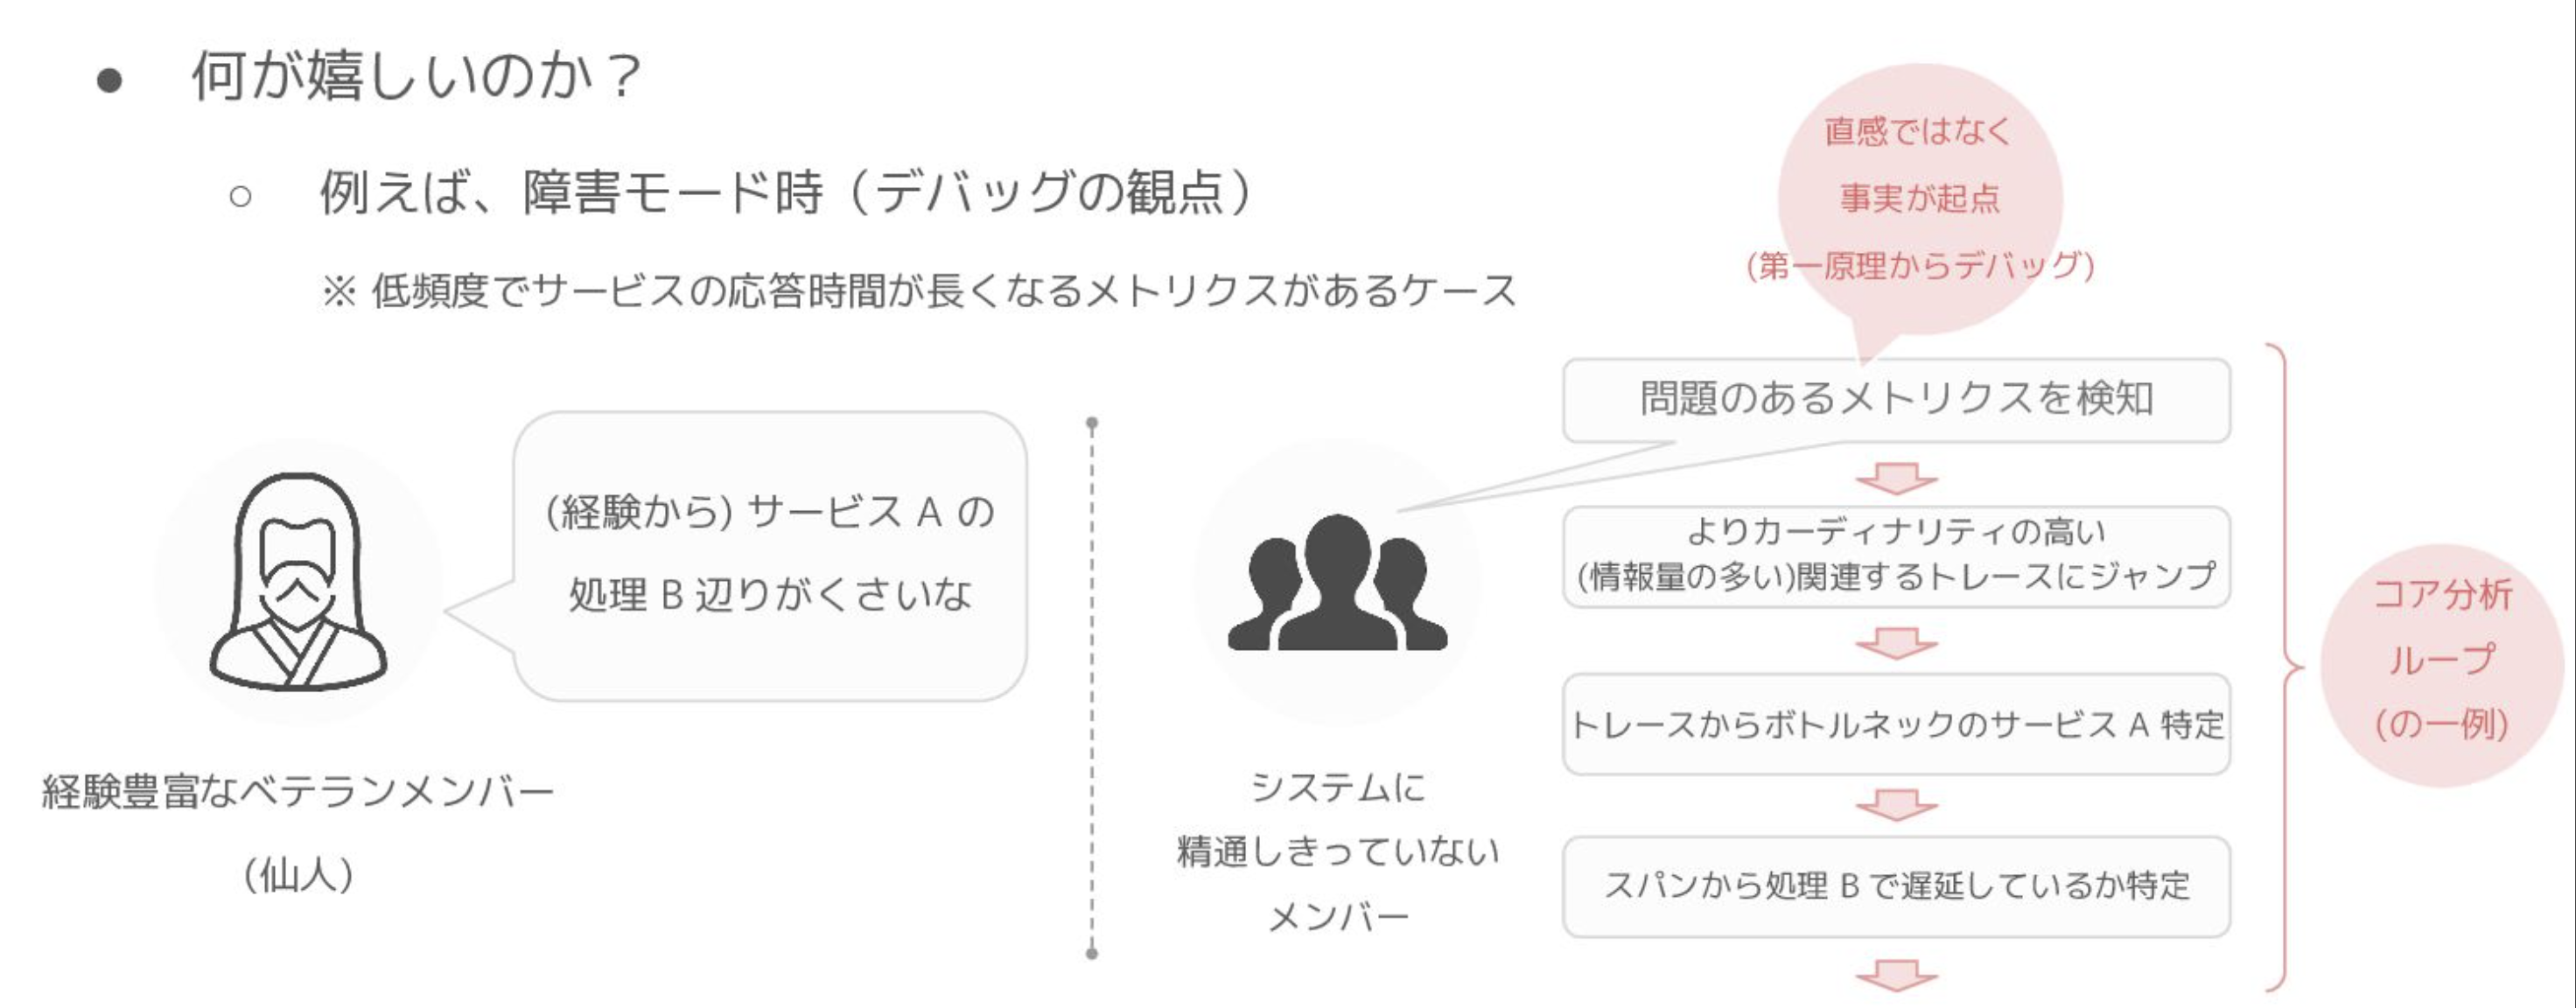 ● 何が嬉しいのか？
○ 例えば、障害モード時（デバッグの観点）
※ 低頻度でサービスの応答時間が長くなるメトリクスがあるケース
(経験から) サービス A の
処理 B 辺りがくさいな
経験豊富なベテランメンバー
(仙人)
システムに
精通しきっていない
メンバー
直感ではなく
事実が起点
(第一原理からデバッグ)
問題のあるメトリクスを検知
よりカーディナリティの高い
(情報量の多い)関連するトレースにジャンプ
トレースからボトルネックのサービス A 特定
スパンから処理 B で遅延しているか特定
コア分析
ループ
(の一例)